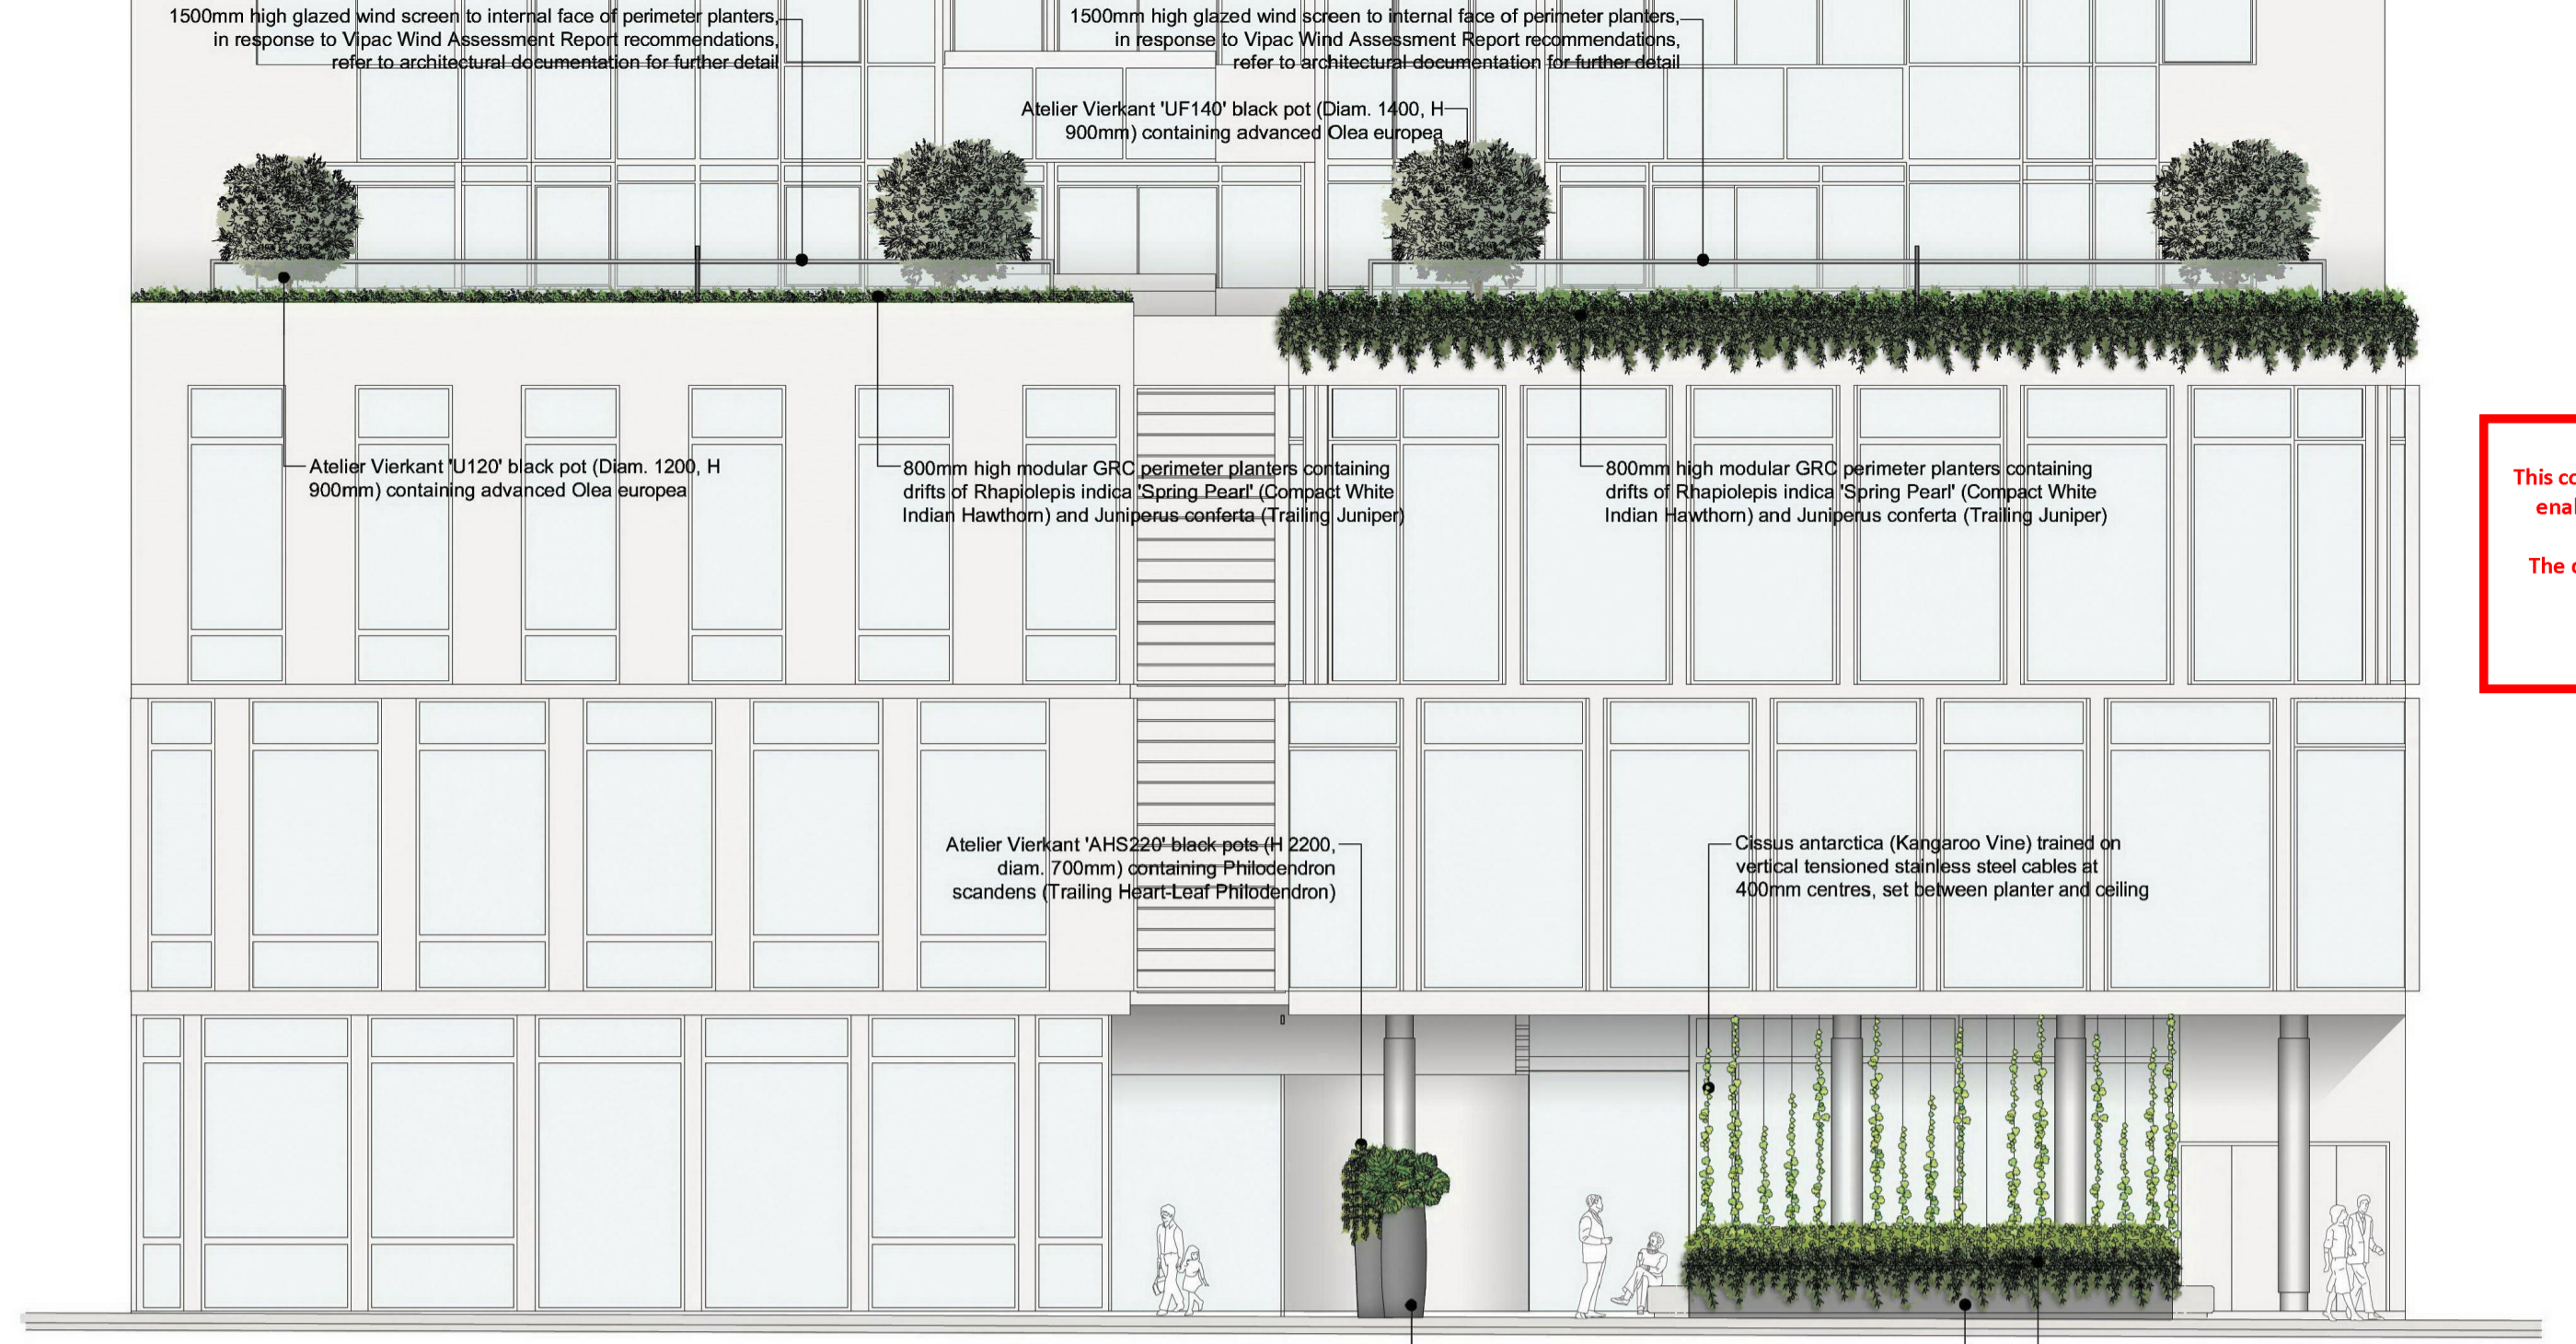 1500mm high glazed wind screen to internal face of perimeter planters,
in response to Vipac Wind Assessment Report recommendations,
refer to architectural documentation for further detail
1500mm high glazed wind screen to internal face of perimeter planters,
in response to Vipac Wind Assessment Report recommendations,
refer to architectural documentation for further detail
Atelier Vierkant 'UF140' black pot (Diam. 1400, H
900mm) containing advanced Olea europea
Atelier Vierkant 'U120' black pot (Diam. 1200, H
900mm) containing advanced Olea europea
800mm high modular GRC perimeter planters containing
drifts of Rhapiolepis indica 'Spring Pearl' (Compact White
Indian Hawthorn) and Juniperus conferta (Trailing Juniper)
800mm high modular GRC perimeter planters containing
drifts of Rhapiolepis indica 'Spring Pearl' (Compact White
Indian Hawthorn) and Juniperus conferta (Trailing Juniper)
This
The
Atelier Vierkant 'AHS220' black pots (H 2200,
diam. 700mm) containing Philodendron
scandens (Trailing Heart-Leaf Philodendron)
Cissus antarctica (Kangaroo Vine) trained on
vertical tensioned stainless steel cables at
400mm centres, set between planter and ceiling